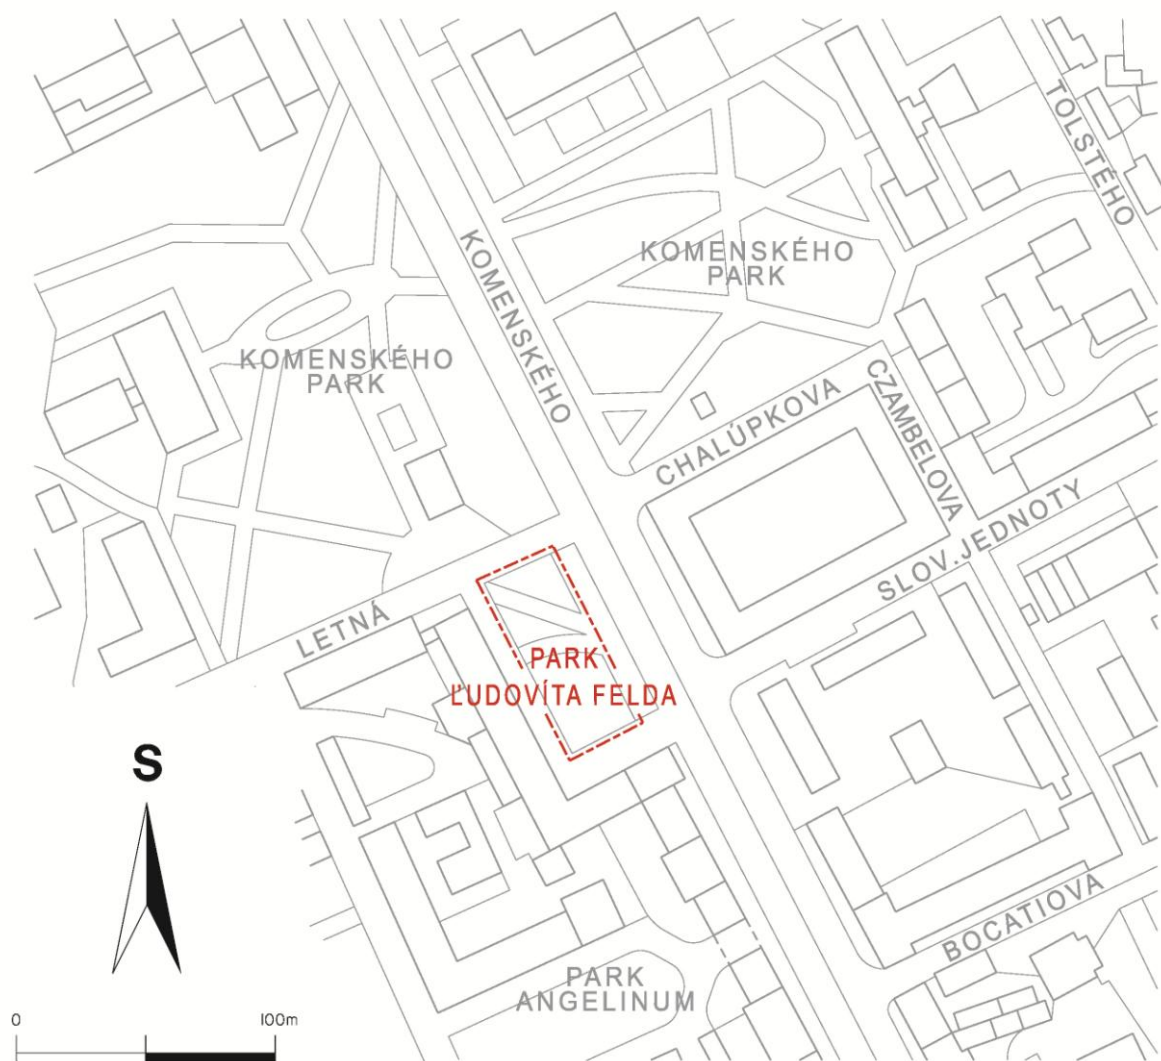 TOLSTÉHO
KOMENSKÉHO
KOMENSKÉHO
PARK
KOMENSKÉHO
PARK
CHALÚPKOVA
CZAMBELOVA
SLOV.JEDNOTY
LETNÁ
PARK
ĽUDOVÍTA FELDA
S
BOCATIOVA
PARK
ANGELINUM
0
100m